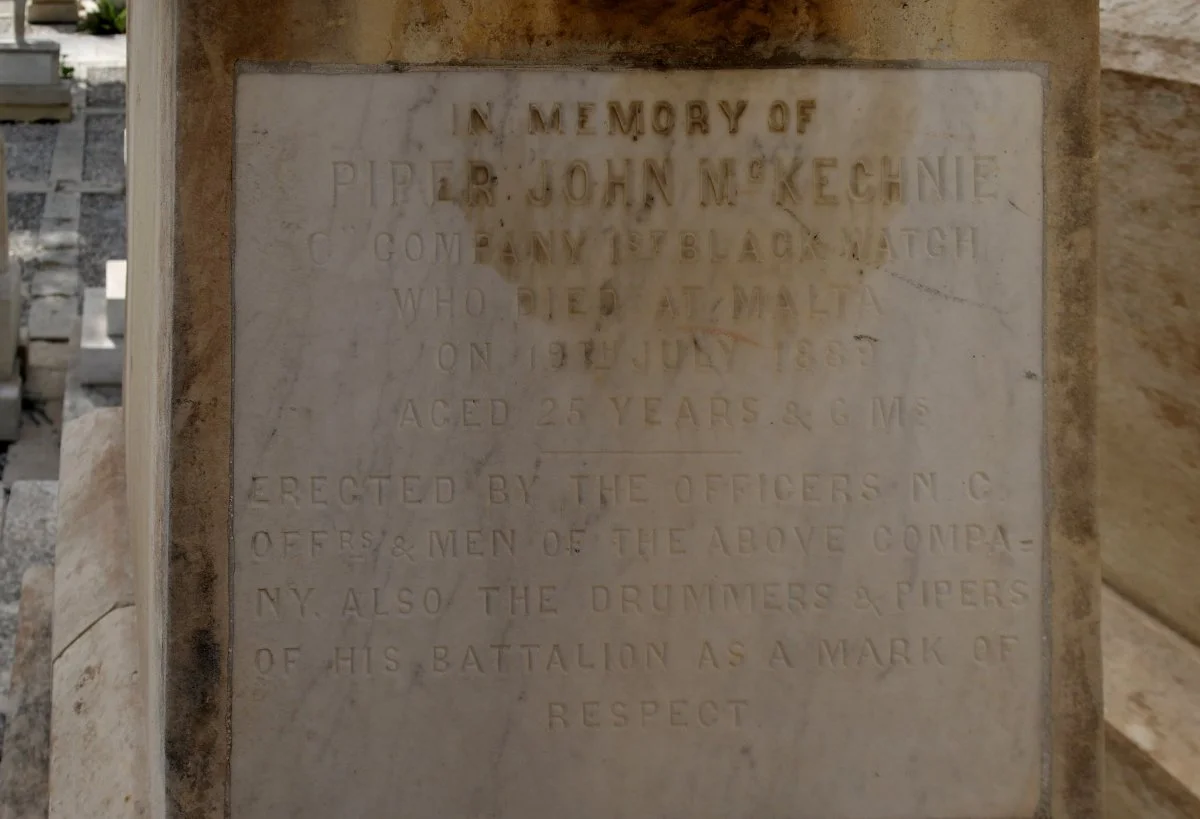 IN MEMORY OF
PIPER JOHN McKECHNIE
C COMPANY 1ST BLACK WATCH
WHO DIED AT MALTA
ON 19TH JULY 1889
AGED 25 YEARS & 6 Ms
ERECTED BY THE OFFICERS N. C.
OFFRS & MEN OF THE ABOVE COMPA=
NY. ALSO THE DRUMMERS & PIPERS
OF HIS BATTALION AS A MARK OF
RESPECT